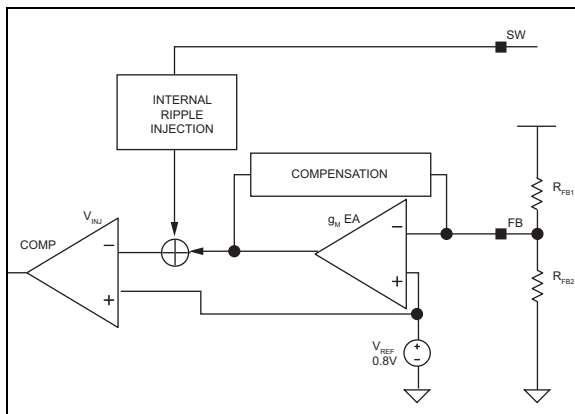 SW
INTERNAL
RIPPLE
INJECTION
COMPENSATION
R_FB1
V_INJ
g_M EA
FB
COMP
−
−
+
+
R_FB2
V_REF
0.8V
+
−